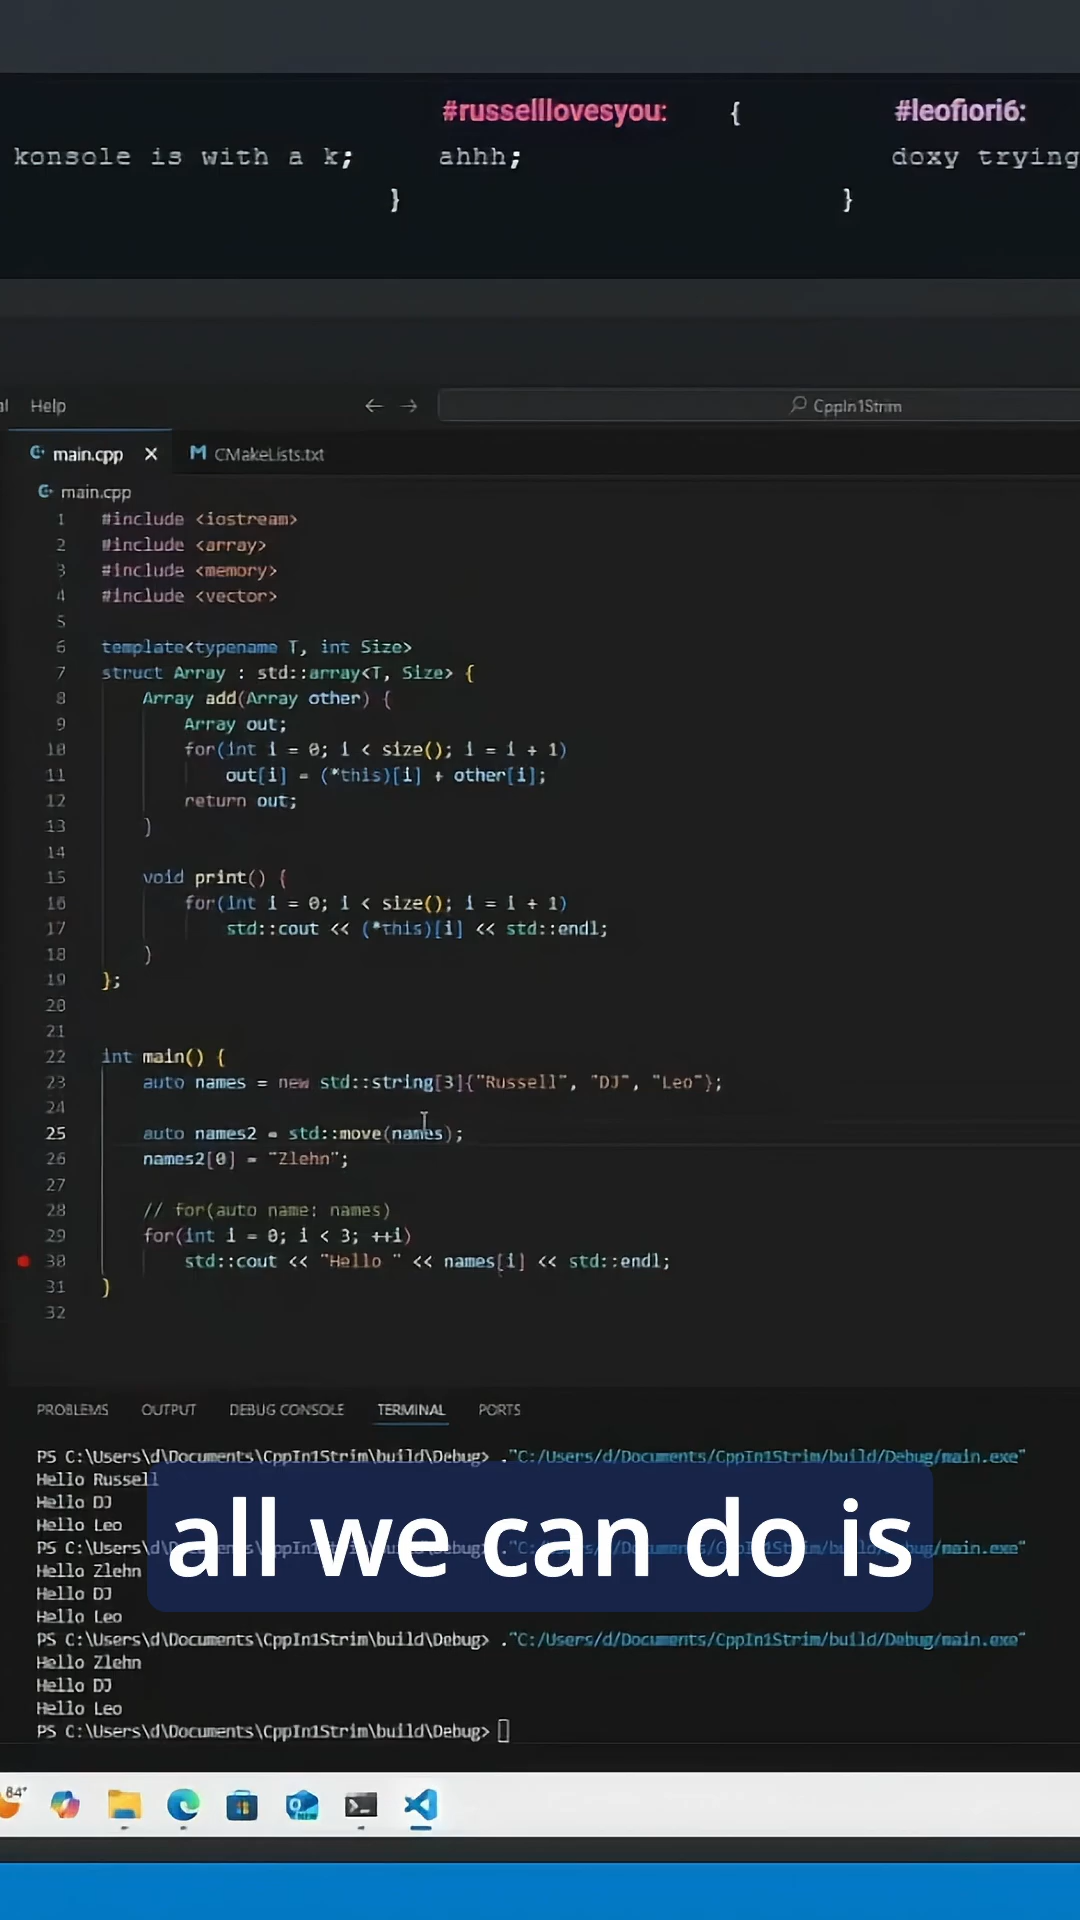 #russelllovesyou: { #leofiori6:
konsole is with a k; ahhh; doxy trying
} }
Help CppIn1Strim
main.cpp CMakeLists.txt
main.cpp
1 #include <iostream>
2 #include <array>
3 #include <memory>
4 #include <vector>
5
6 template<typename T, int Size>
7 struct Array : std::array<T, Size> {
8 Array add(Array other) {
9 Array out;
10 for(int i = 0; i < size(); i = i + 1)
11 out[i] = (*this)[i] + other[i];
12 return out;
13 }
14
15 void print() {
16 for(int i = 0; i < size(); i = i + 1)
17 std::cout << (*this)[i] << std::endl;
18 }
19 };
20
21
22 int main() {
23 auto names = new std::string[3]{"Russell", "DJ", "Leo"};
24
25 auto names2 = std::move(names);
26 names2[0] = "Zlehn";
27
28 // for(auto name: names)
29 for(int i = 0; i < 3; ++i)
30 std::cout << "Hello " << names[i] << std::endl;
31 }
32
PROBLEMS OUTPUT DEBUG CONSOLE TERMINAL PORTS
PS C:\Users\d\Documents\CppIn1Strim\build\Debug> ."C:/Users/d/Documents/CppIn1Strim/build/Debug/main.exe"
Hello Russell
Hello DJ
Hello Leo
PS C:\Users\d\Documents\CppIn1Strim\build\Debug> ."C:/Users/d/Documents/CppIn1Strim/build/Debug/main.exe"
all we can do is
Hello Zlehn
Hello DJ
Hello Leo
PS C:\Users\d\Documents\CppIn1Strim\build\Debug> ."C:/Users/d/Documents/CppIn1Strim/build/Debug/main.exe"
Hello Zlehn
Hello DJ
Hello Leo
PS C:\Users\d\Documents\CppIn1Strim\build\Debug>
84°